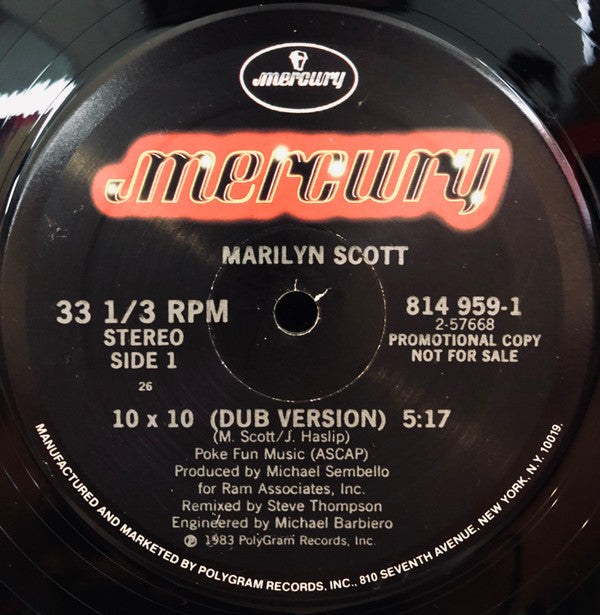 mercury
mercury
MARILYN SCOTT
33 1/3 RPM
STEREO
SIDE 1
26
814 959-1
2-57668
PROMOTIONAL COPY
NOT FOR SALE
10 x 10 (DUB VERSION) 5:17
(M. Scott/J. Haslip)
Poke Fun Music (ASCAP)
Produced by Michael Sembello
for Ram Associates, Inc.
Remixed by Steve Thompson
Engineered by Michael Barbiero
℗ 1983 PolyGram Records, Inc.
MANUFACTURED AND MARKETED BY POLYGRAM RECORDS, INC., 810 SEVENTH AVENUE, NEW YORK, N.Y. 10019.